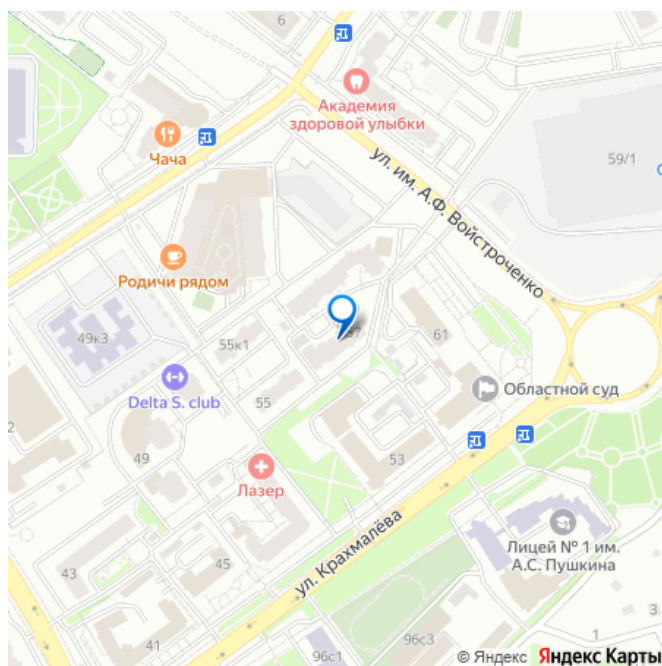 6
Академия
здоровой улыбки
Чача
ул. им. А.Ф. Войстроченко
59/1
Родичи рядом
49к3
55к1
61
Delta S. club
55
Областной суд
49
53
Лазер
ул. Крахмалёва
Лицей № 1 им.
А.С. Пушкина
45
43
41
96с1
96с3
3
1
© Яндекс Яндекс Карты